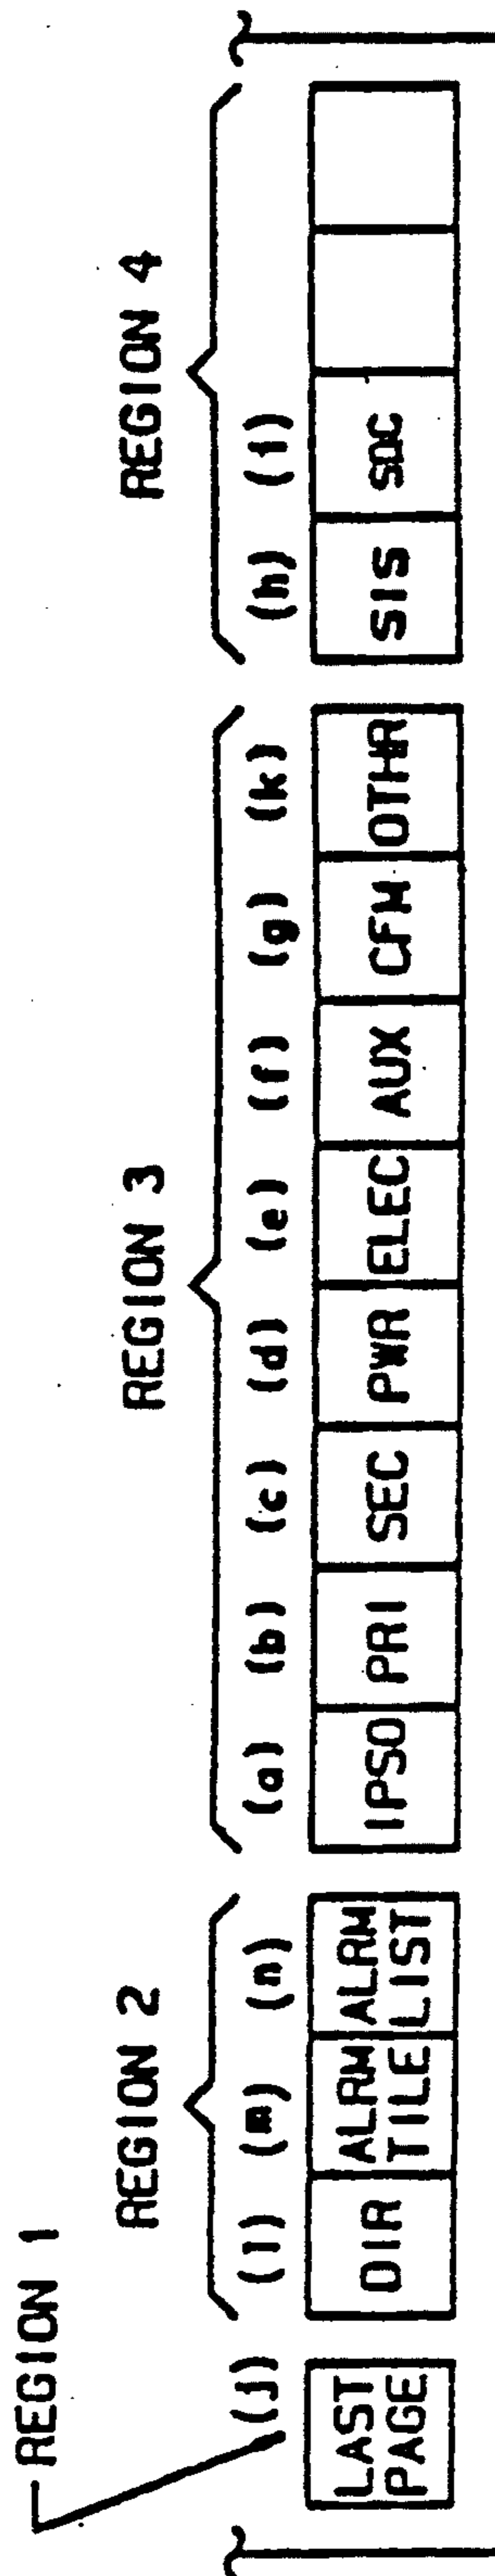 REGION 1
REGION 2
REGION 3
REGION 4
(j) (l) (m) (n) (a) (b) (c) (d) (e) (f) (g) (k) (h) (i)
LAST PAGE
DIR
ALRM TILE
ALRM LIST
IPSO
PRI
SEC
PWR
ELEC
AUX
CFM
OTHR
SIS
SDC